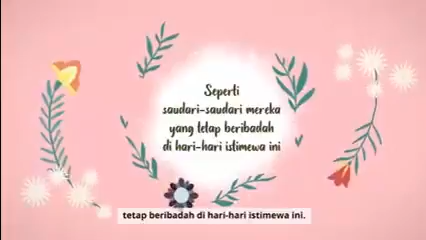 Seperti
saudari-saudari mereka
yang tetap beribadah
di hari-hari istimewa ini
tetap beribadah di hari-hari istimewa ini.